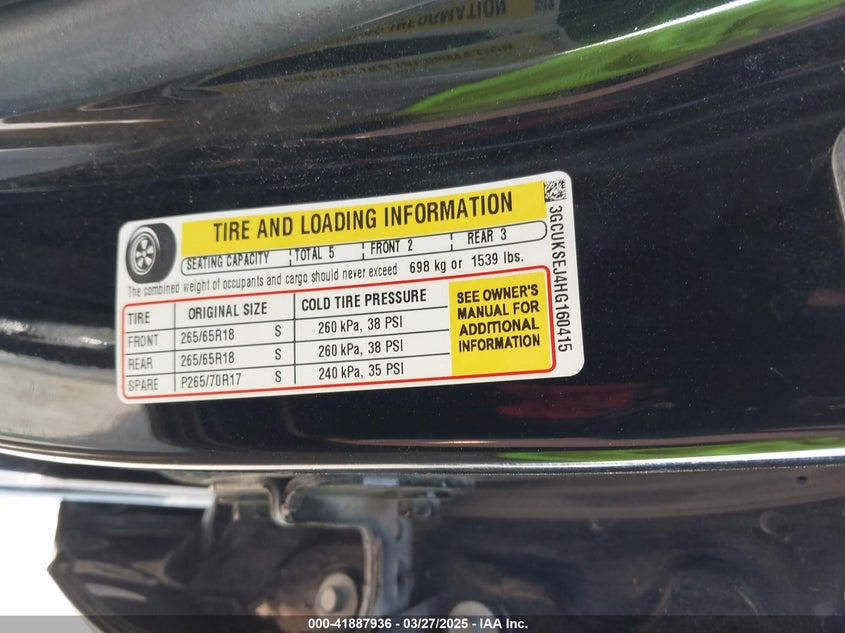 TIRE AND LOADING INFORMATION
SEATING CAPACITY TOTAL 5 FRONT 2 REAR 3
The combined weight of occupants and cargo should never exceed 698 kg or 1539 lbs.
TIRE ORIGINAL SIZE COLD TIRE PRESSURE
FRONT 265/65R18 S 260 kPa, 38 PSI
REAR 265/65R18 S 260 kPa, 38 PSI
SPARE P265/70R17 S 240 kPa, 35 PSI
SEE OWNER'S
MANUAL FOR
ADDITIONAL
INFORMATION
3GCUKSEJ4HG160415
000-41887936 - 03/27/2025 - IAA Inc.